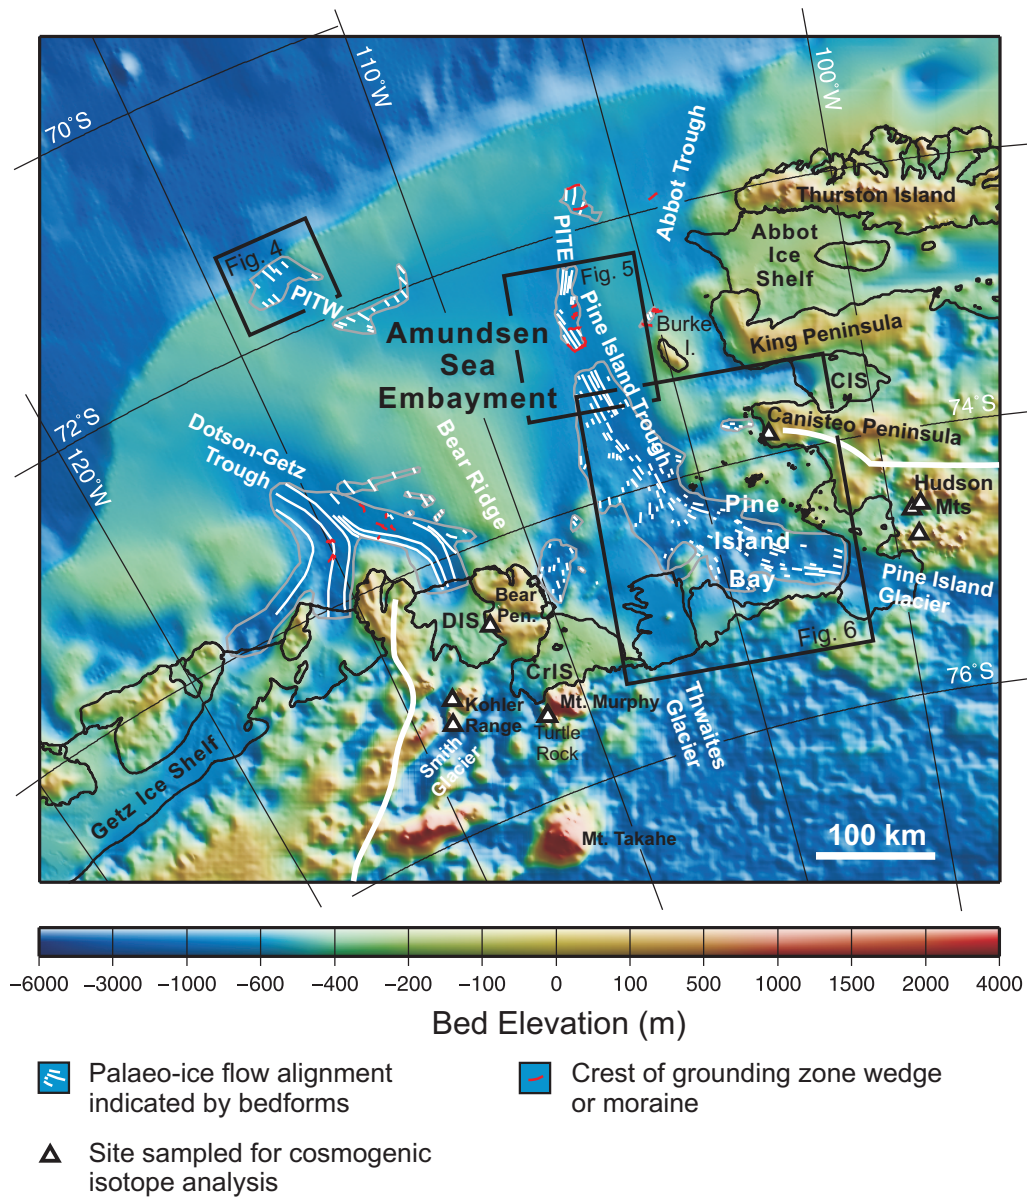 110°W
100°W
70°S
Abbot Trough
Thurston Island
Abbot
Ice
Shelf
Fig. 4
PITW
PITE
Fig. 5
Pine Island Trough
Burke
I.
King Peninsula
Amundsen
Sea
Embayment
CIS
74°S
Canisteo Peninsula
72°S
120°W
Dotson-Getz
Trough
Bear Ridge
Hudson
Mts
Pine
Island
Bay
Pine Island
Glacier
Bear
Pen.
DIS
Fig. 6
CrIS
76°S
Kohler
Range
Mt. Murphy
Turtle
Rock
Thwaites
Glacier
Smith
Glacier
Getz Ice Shelf
Mt. Takahe
100 km
−6000 −3000 −1000 −600 −400 −200 −100 0 100 500 1000 2000 4000
Bed Elevation (m)
Palaeo-ice flow alignment
indicated by bedforms
Crest of grounding zone wedge
or moraine
Site sampled for cosmogenic
isotope analysis